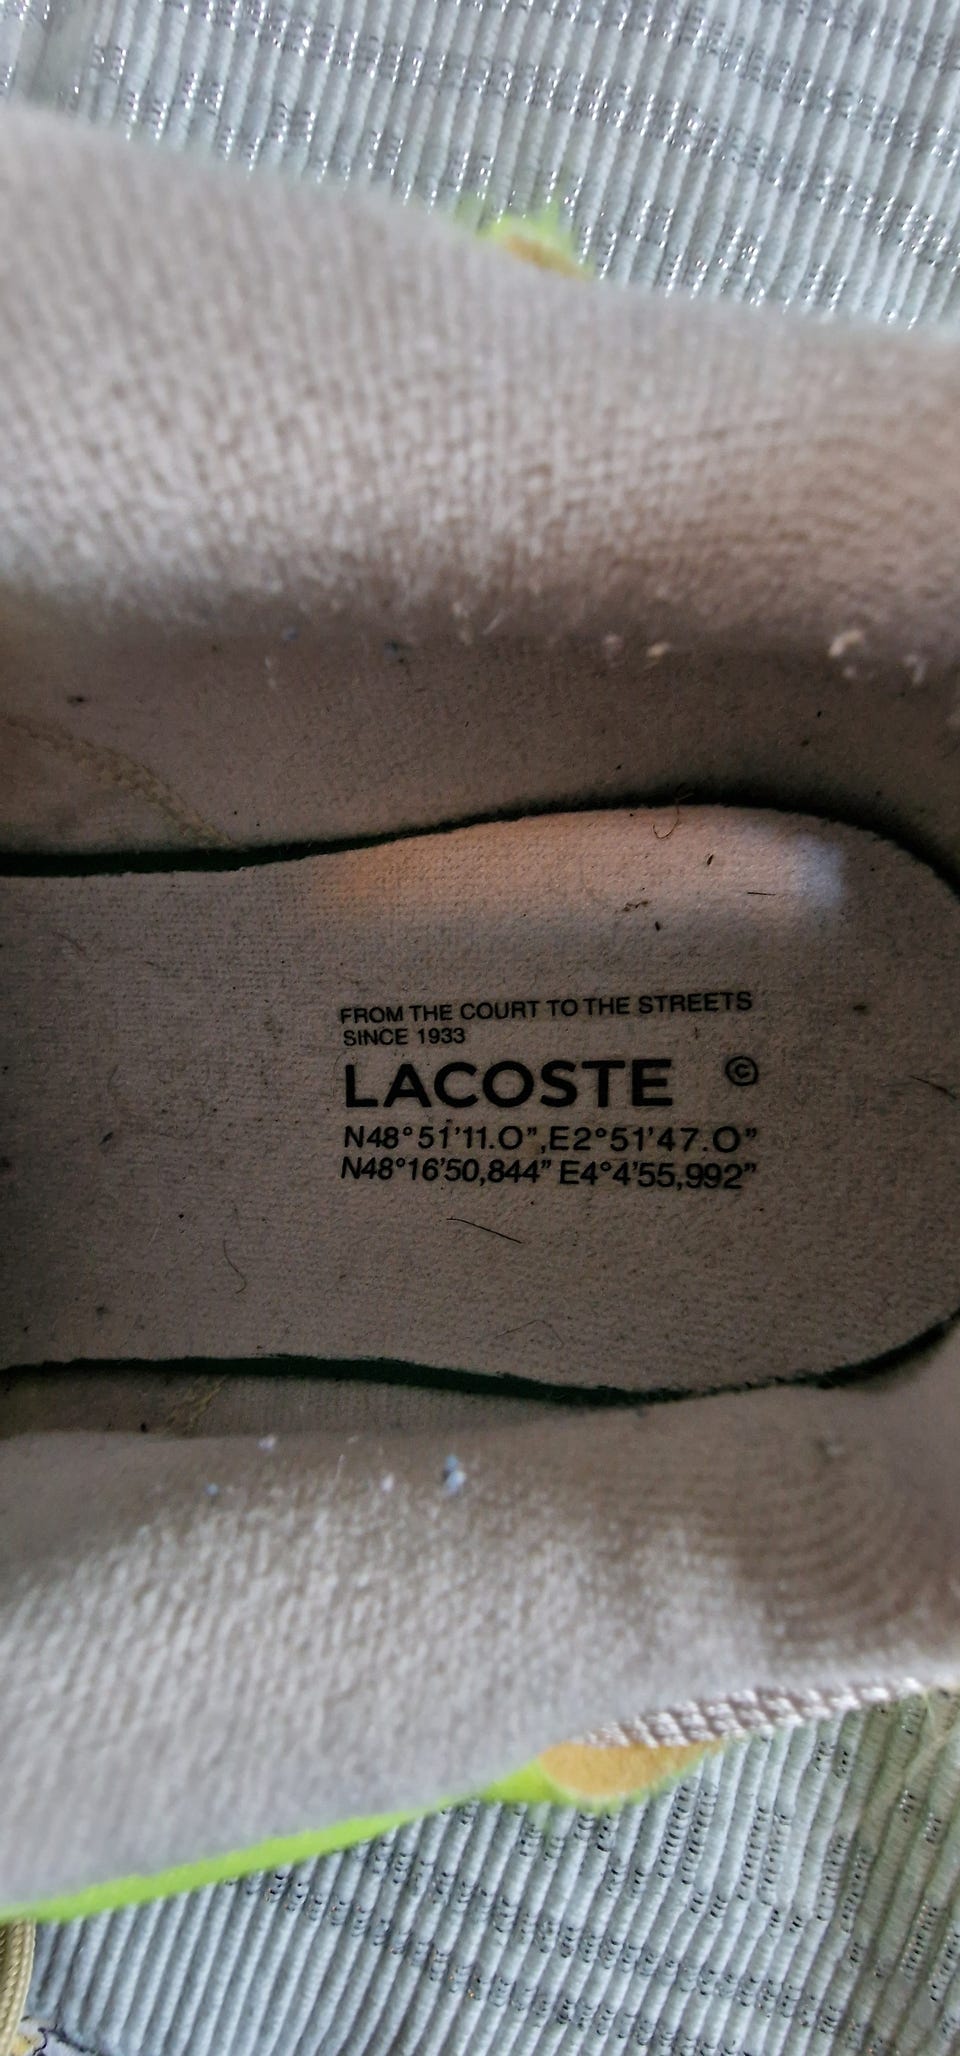 FROM THE COURT TO THE STREETS
SINCE 1933
LACOSTE ©
N48°51'11.O”,E2°51'47.O”
N48°16'50,844” E4°4'55,992”